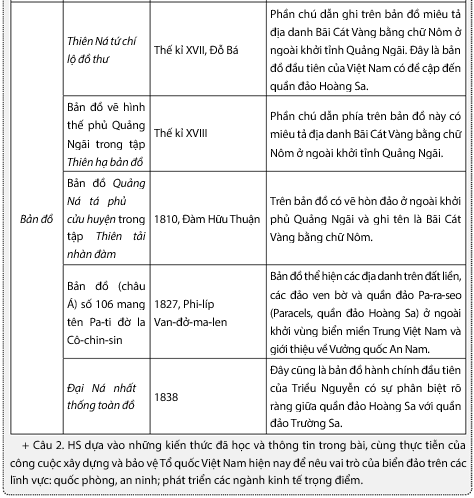 Thiên Ná tứ chí
lộ đồ thư
Thế kỉ XVII, Đỗ Bá
Phần chú dẫn ghi trên bản đồ miêu tả
địa danh Bãi Cát Vàng bằng chữ Nôm ở
ngoài khởi tỉnh Quảng Ngãi. Đây là bản
đồ đầu tiên của Việt Nam có đề cập đến
quần đảo Hoàng Sa.
Bản đồ vẽ hình
thể phủ Quảng
Ngãi trong tập
Thiên hạ bản đồ
Thế kỉ XVIII
Phần chú dẫn phía trên bản đồ này có
miêu tả địa danh Bãi Cát Vàng bằng chữ
Nôm ở ngoài khởi tỉnh Quảng Ngãi.
Bản đồ
Bản đồ Quảng
Ná tá phủ
cửu huyện trong
tập Thiên tải
nhàn đàm
1810, Đàm Hữu Thuận
Trên bản đồ có vẽ hòn đảo ở ngoài khởi
phủ Quảng Ngãi và ghi tên là Bãi Cát
Vàng bằng chữ Nôm.
Bản đồ (châu
Á) số 106 mang
tên Pa-ti đờ la
Cô-chin-sin
1827, Phi-líp
Van-đở-ma-len
Bản đồ thể hiện các địa danh trên đất liền,
các đảo ven bờ và quần đảo Pa-ra-seo
(Paracels, quần đảo Hoàng Sa) ở ngoài
khởi vùng biển miền Trung Việt Nam và
giới thiệu về Vưởng quốc An Nam.
Đại Ná nhất
thống toàn đồ
1838
Đây cũng là bản đồ hành chính đầu tiên
của Triều Nguyễn có sự phân biệt rõ
ràng giữa quần đảo Hoàng Sa với quần
đảo Trường Sa.
+ Câu 2. HS dựa vào những kiến thức đã học và thông tin trong bài, cùng thực tiễn của
công cuộc xây dựng và bảo vệ Tổ quốc Việt Nam hiện nay để nêu vai trò của biển đảo trên các
lĩnh vực: quốc phòng, an ninh; phát triển các ngành kinh tế trọng điểm.